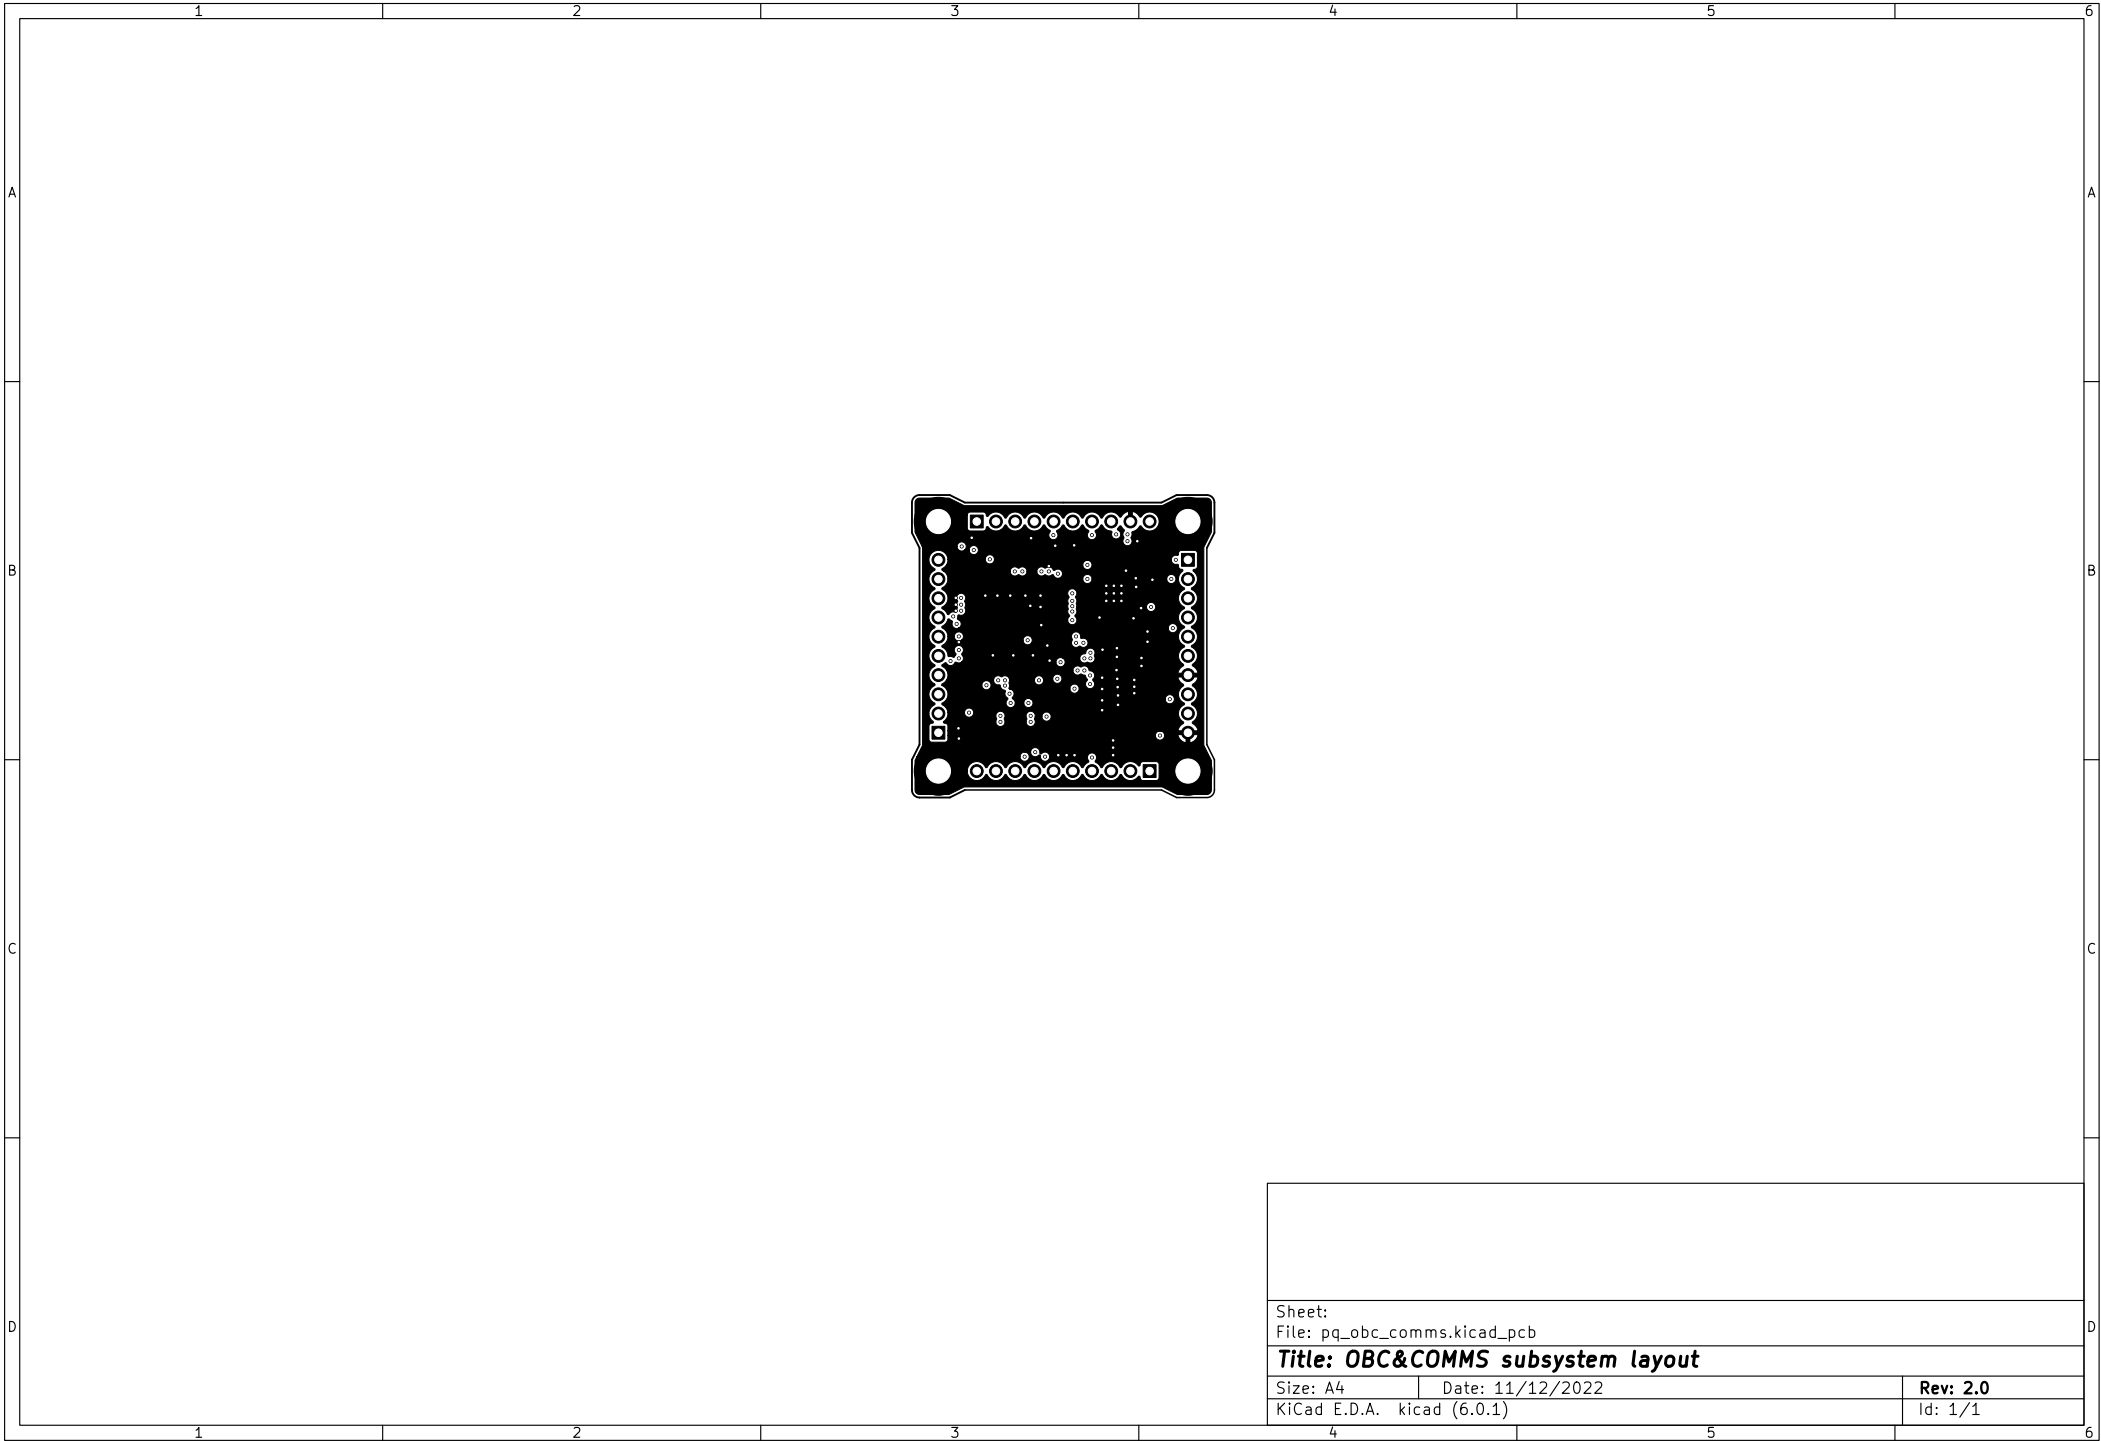 1 2 3 4 5 6
A A
B B
C C
D D
Sheet:
File: pq_obc_comms.kicad_pcb
Title: OBC&COMMS subsystem layout
Size: A4 Date: 11/12/2022 Rev: 2.0
KiCad E.D.A. kicad (6.0.1) Id: 1/1
1 2 3 4 5 6